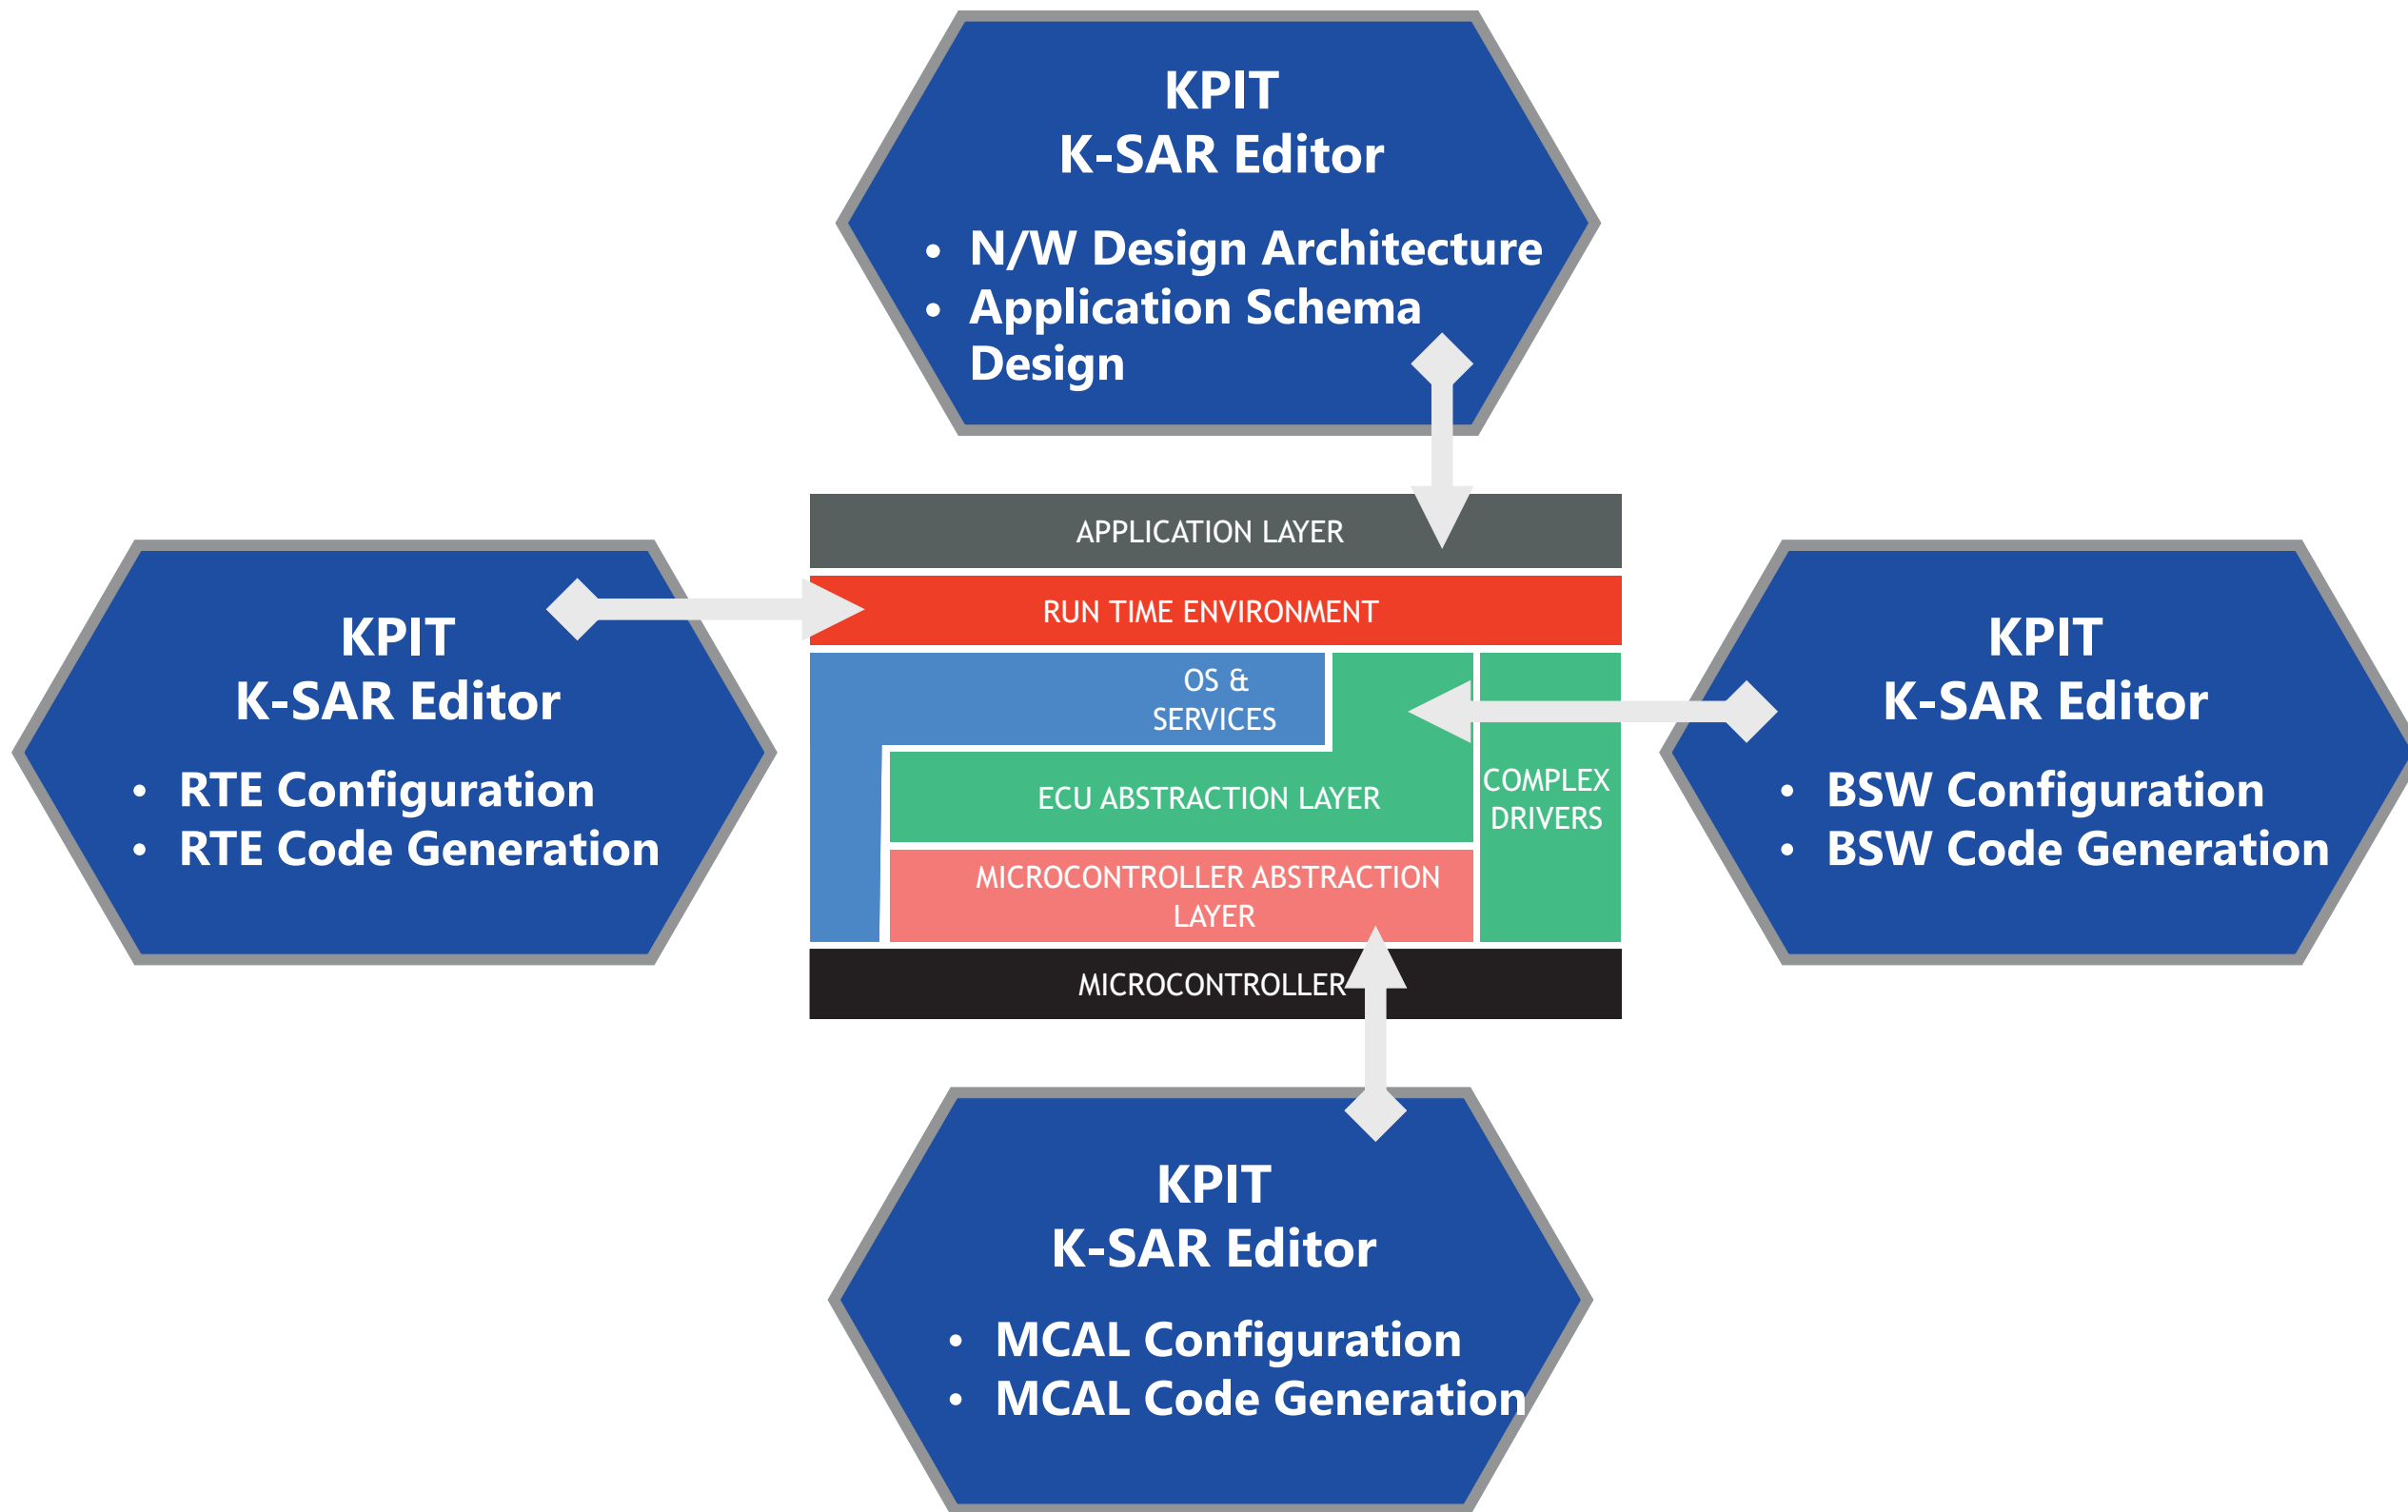 KPIT
K-SAR Editor
• N/W Design Architecture
• Application Schema
Design
KPIT
K-SAR Editor
• RTE Configuration
• RTE Code Generation
APPLICATION LAYER
RUN TIME ENVIRONMENT
OS &
SERVICES
ECU ABSTRACTION LAYER
COMPLEX
DRIVERS
MICROCONTROLLER ABSTRACTION
LAYER
MICROCONTROLLER
KPIT
K-SAR Editor
• BSW Configuration
• BSW Code Generation
KPIT
K-SAR Editor
• MCAL Configuration
• MCAL Code Generation